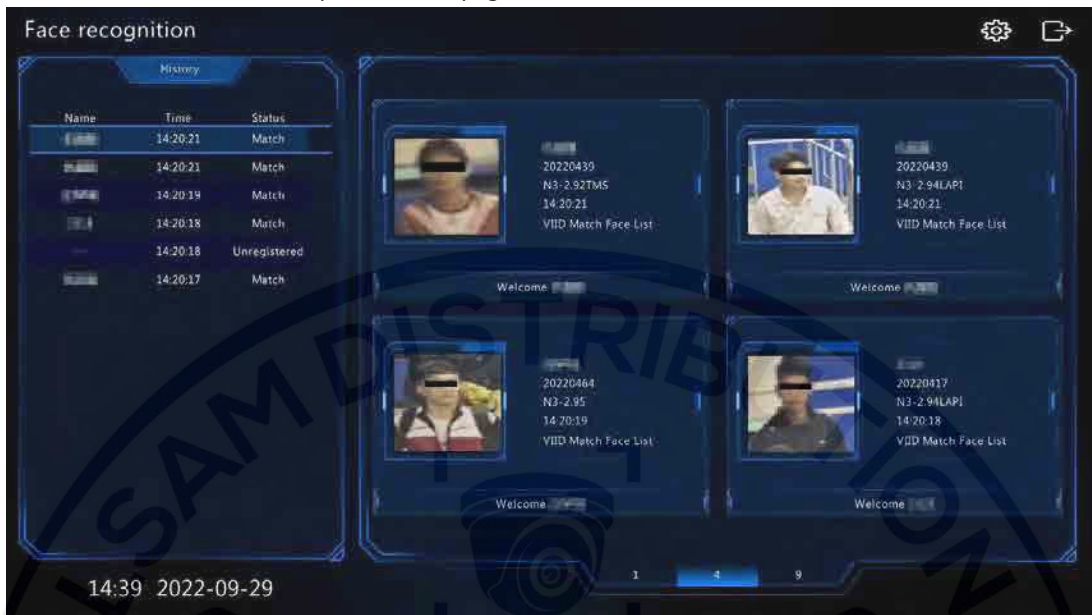 Face recognition
History
Name Time Status
14:20:21 Match
14:20:21 Match
14:20:19 Match
14:20:18 Match
14:20:18 Unregistered
14:20:17 Match
20220439
N3-2.92TMS
14:20:21
VIID Match Face List
Welcome
20220439
N3-2.94LAPI
14:20:21
VIID Match Face List
Welcome
20220464
N3-2.95
14:20:19
VIID Match Face List
Welcome
20220417
N3-2.94LAPI
14:20:18
VIID Match Face List
Welcome
1 4 9
14:39 2022-09-29
SAM DISTRIBUTION